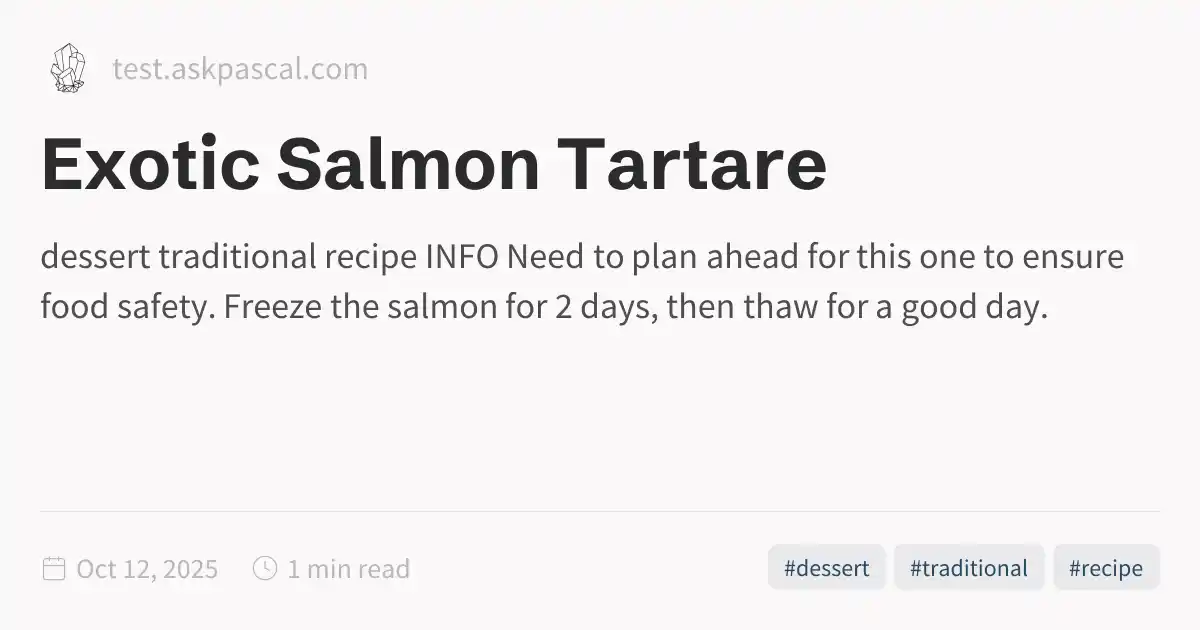 test.askpascal.com
Exotic Salmon Tartare
dessert traditional recipe INFO Need to plan ahead for this one to ensure
food safety. Freeze the salmon for 2 days, then thaw for a good day.
Oct 12, 2025
1 min read
#dessert
#traditional
#recipe